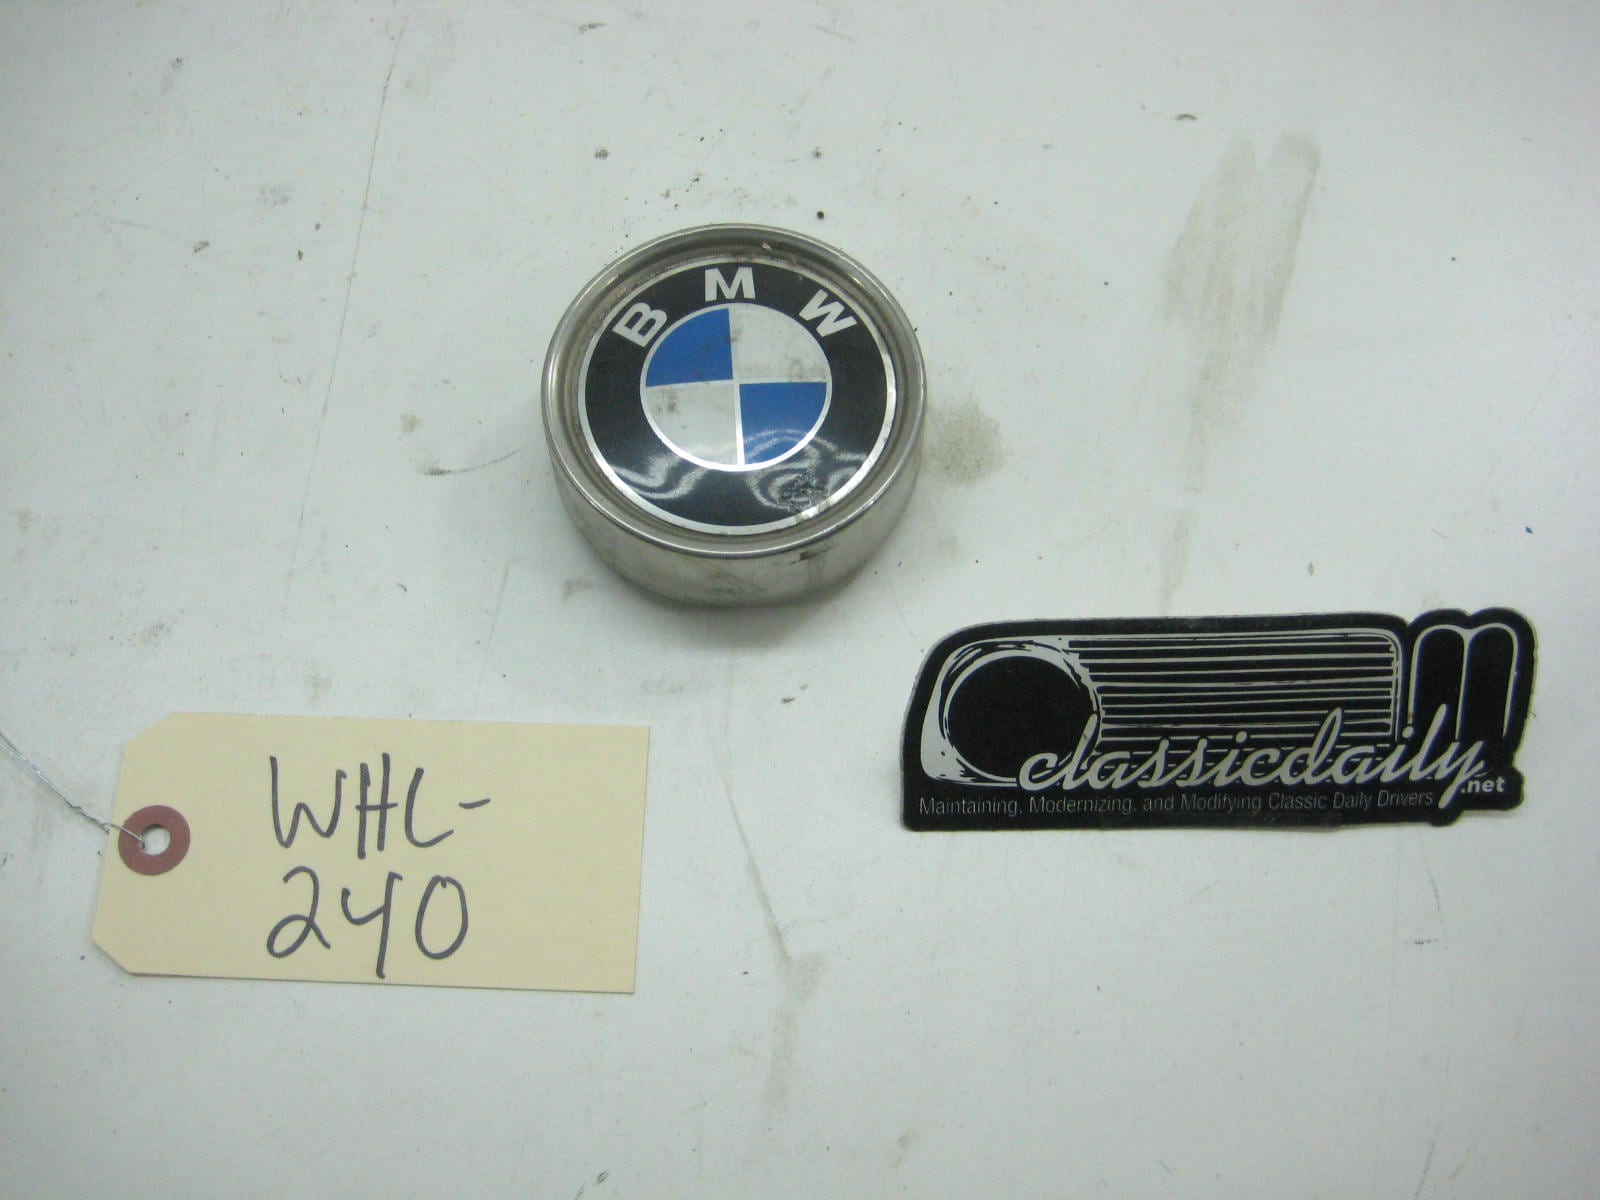 BMW
classicdaily.net
Maintaining, Modernizing, and Modifying Classic Daily Drivers
WHL-
240